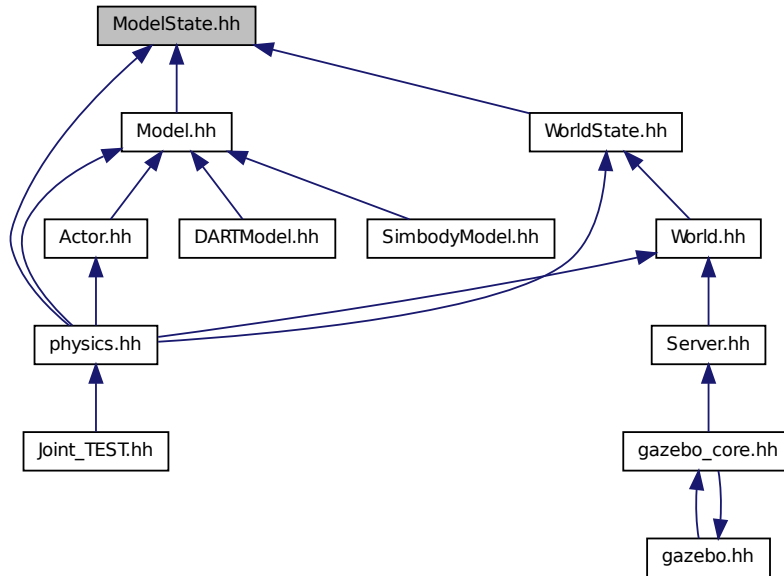 ModelState.hh
Model.hh
WorldState.hh
Actor.hh
DARTModel.hh
SimbodyModel.hh
World.hh
physics.hh
Server.hh
Joint_TEST.hh
gazebo_core.hh
gazebo.hh